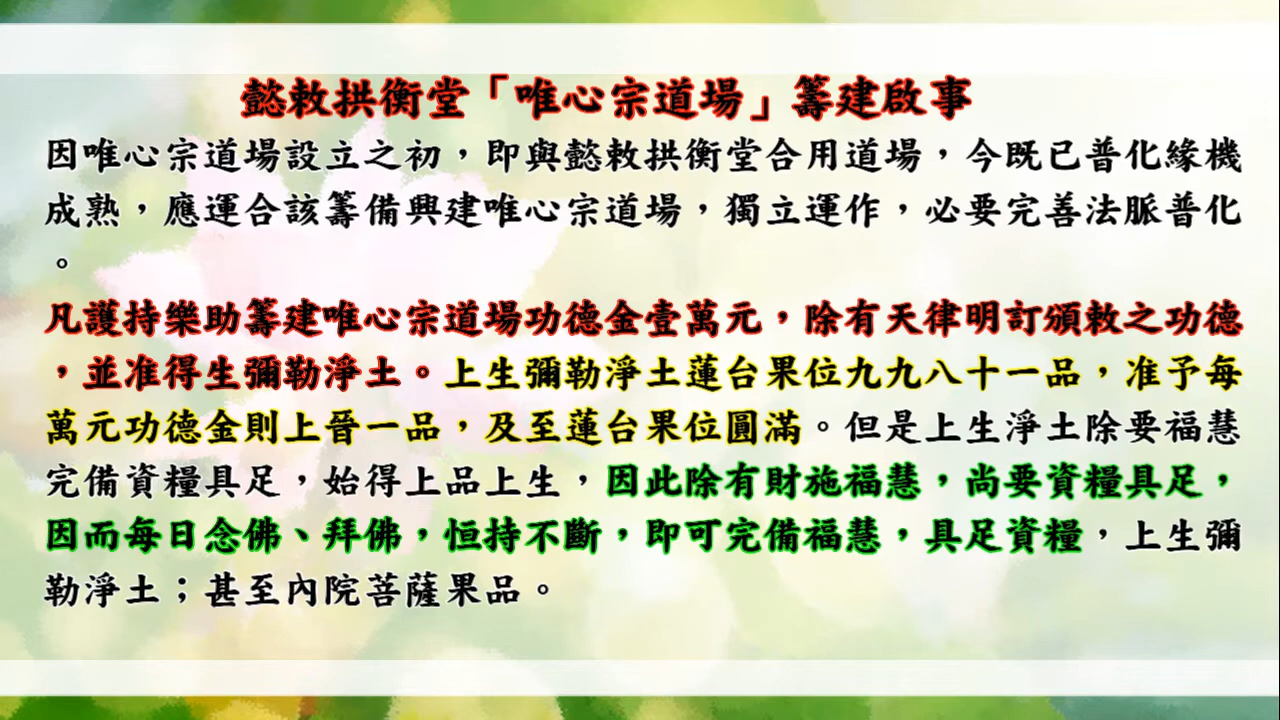 懿敕拱衡堂「唯心宗道場」籌建啟事
因唯心宗道場設立之初，即與懿敕拱衡堂合用道場，今既已普化緣機
成熟，應運合該籌備興建唯心宗道場，獨立運作，必要完善法脈普化
。
凡護持樂助籌建唯心宗道場功德金壹萬元，除有天律明訂頒敕之功德
，並准得生彌勒淨土。上生彌勒淨土蓮台果位九九八十一品，准予每
萬元功德金則上晉一品，及至蓮台果位圓滿。但是上生淨土除要福慧
完備資糧具足，始得上品上生，因此除有財施福慧，尚要資糧具足，
因而每日念佛、拜佛，恒持不斷，即可完備福慧，具足資糧，上生彌
勒淨土；甚至內院菩薩果品。